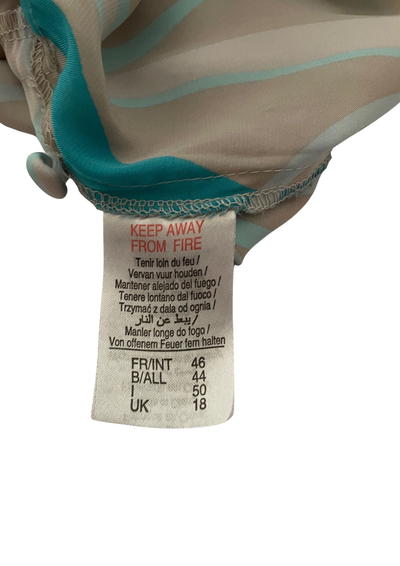 KEEP AWAY
FROM FIRE
Tenir loin du feu /
Vervan vuur houden /
Mantener alejado del fuego /
Tenere lontano dal fuoco /
Trzymać z dala od ognia /
يبعد عن النار /
Manler longe do fogo /
Von offenem Feuer fern halten
FR/INT 46
B/ALL 44
I 50
UK 18